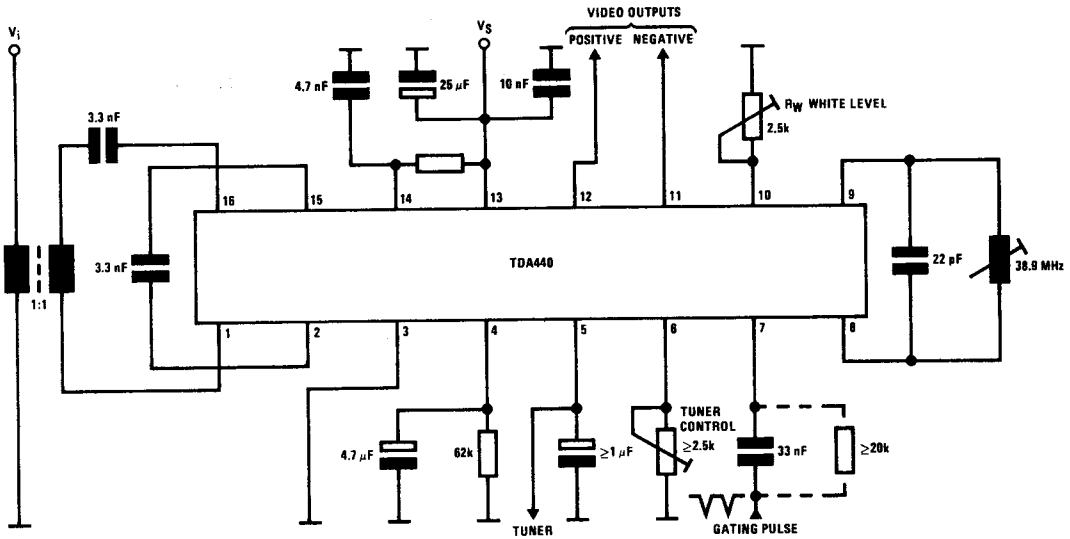 VIDEO OUTPUTS
POSITIVE NEGATIVE
Vi
VS
4.7 nF
25 µF
10 nF
RW WHITE LEVEL
2.5k
3.3 nF
16
15
14
13
12
11
10
9
3.3 nF
TDA440
22 pF
38.9 MHz
1:1
1
2
3
4
5
6
7
8
4.7 µF
62k
≥1 µF
TUNER
CONTROL
≥2.5k
33 nF
≥20k
TUNER
GATING PULSE